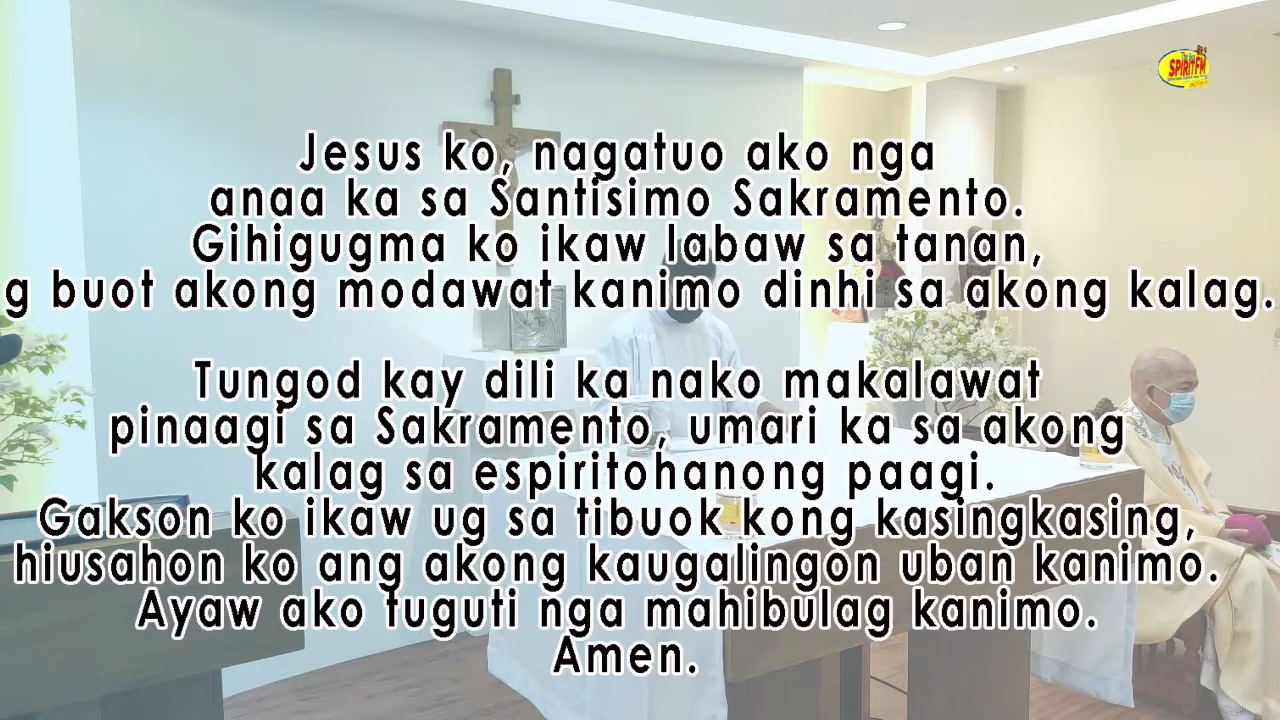 SPIRITFM
Jesus ko, nagatuo ako nga
anaa ka sa Santisimo Sakramento.
Gihigugma ko ikaw labaw sa tanan,
g buot akong modawat kanimo dinhi sa akong kalag.
Tungod kay dili ka nako makalawat
pinaagi sa Sakramento, umari ka sa akong
kalag sa espiritohanong paagi.
Gakson ko ikaw ug sa tibuok kong kasingkasing,
hiusahon ko ang akong kaugalingon uban kanimo.
Ayaw ako tuguti nga mahibulag kanimo.
Amen.